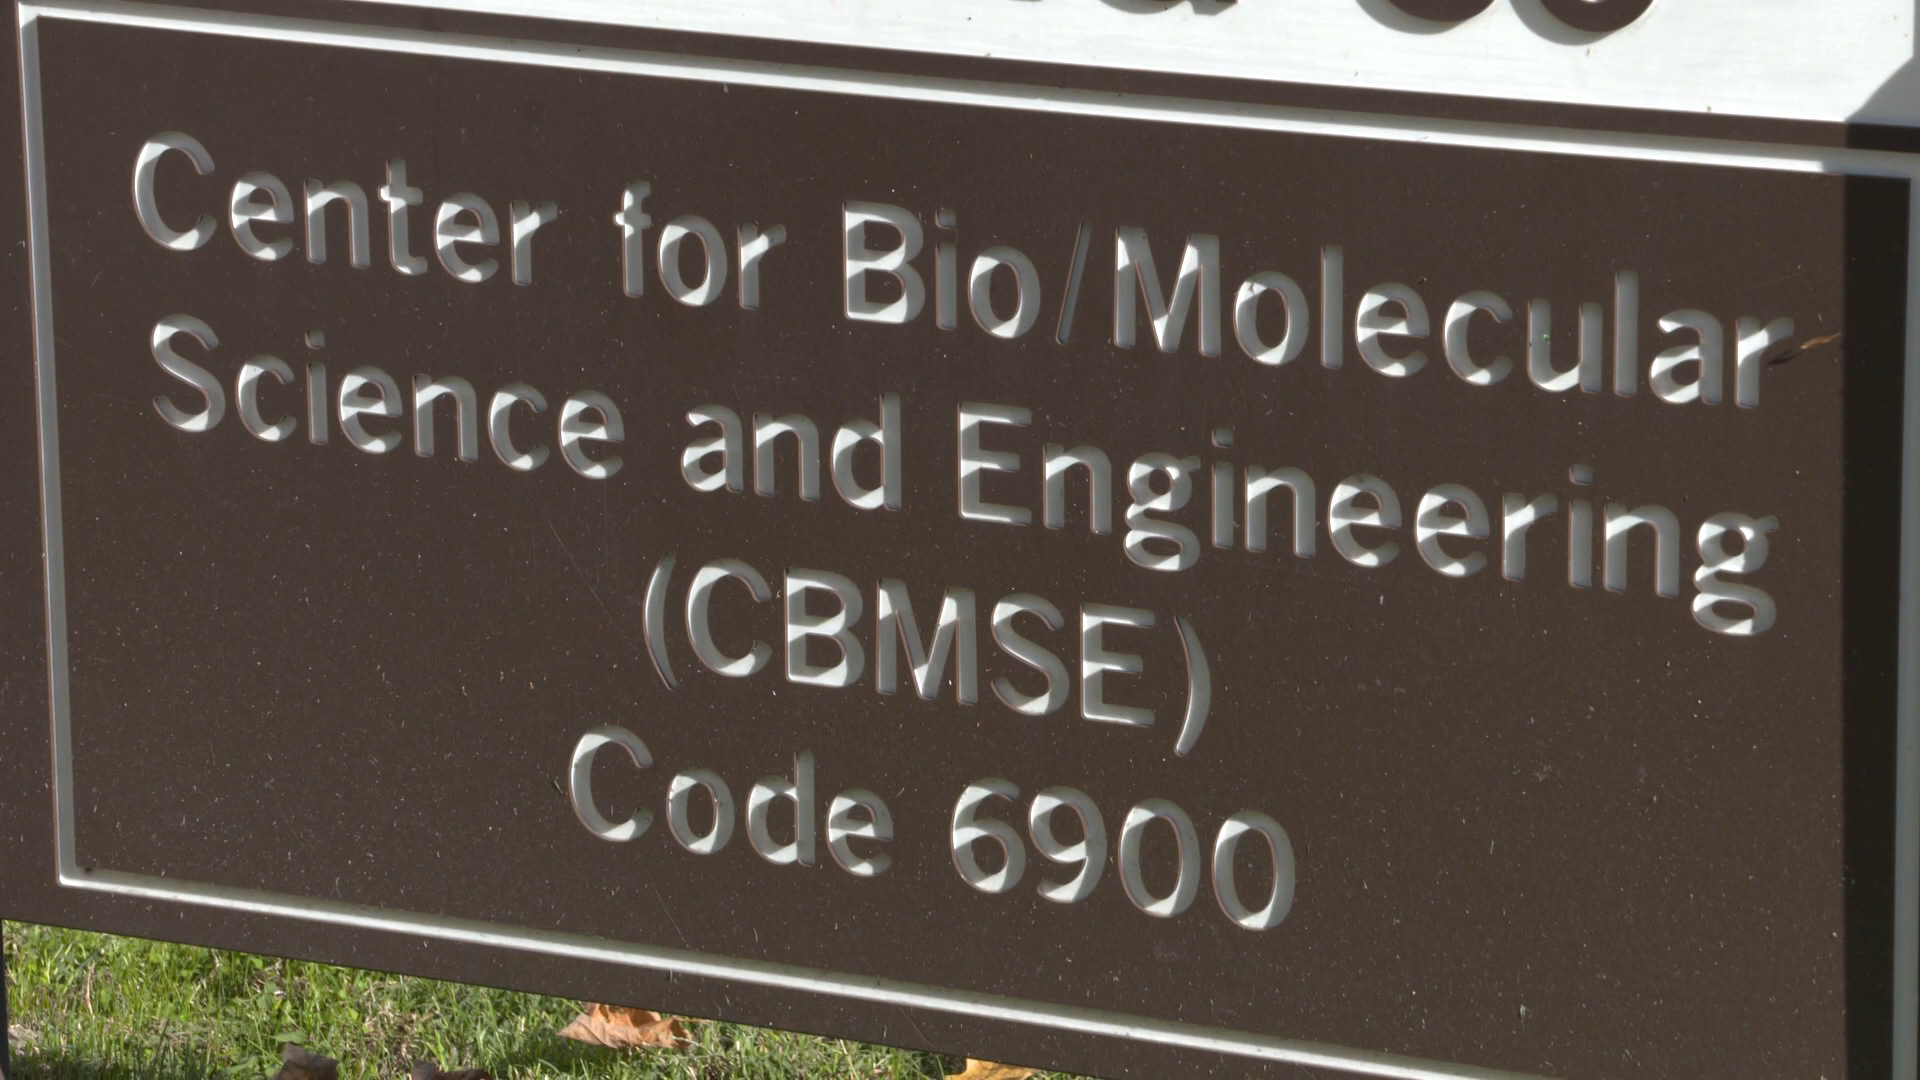 Center for Bio/Molecular
Science and Engineering
(CBMSE)
Code 6900